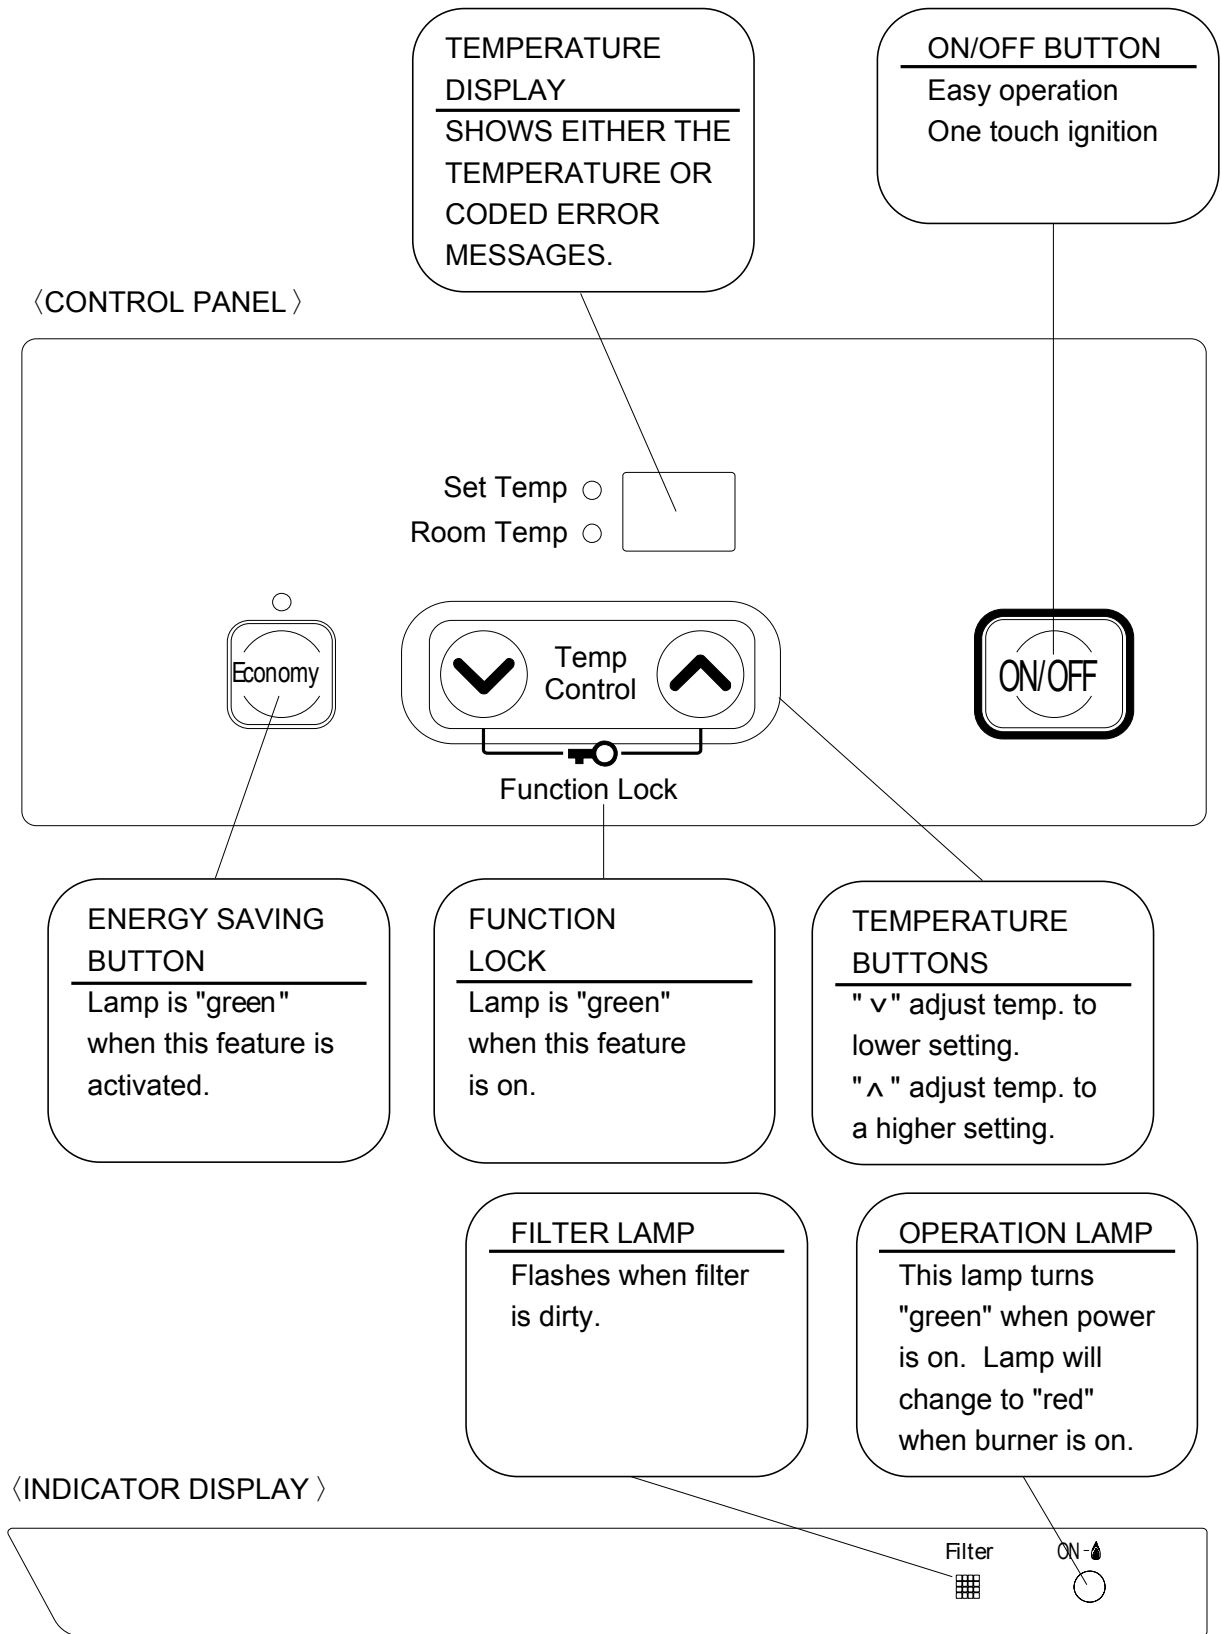 TEMPERATURE
DISPLAY
SHOWS EITHER THE
TEMPERATURE OR
CODED ERROR
MESSAGES.
ON/OFF BUTTON
Easy operation
One touch ignition
〈CONTROL PANEL〉
Set Temp
Room Temp
Economy
Temp
Control
ON/OFF
Function Lock
ENERGY SAVING
BUTTON
Lamp is "green"
when this feature is
activated.
FUNCTION
LOCK
Lamp is "green"
when this feature
is on.
TEMPERATURE
BUTTONS
"∨" adjust temp. to
lower setting.
"∧" adjust temp. to
a higher setting.
FILTER LAMP
Flashes when filter
is dirty.
OPERATION LAMP
This lamp turns
"green" when power
is on. Lamp will
change to "red"
when burner is on.
〈INDICATOR DISPLAY〉
Filter
ON-